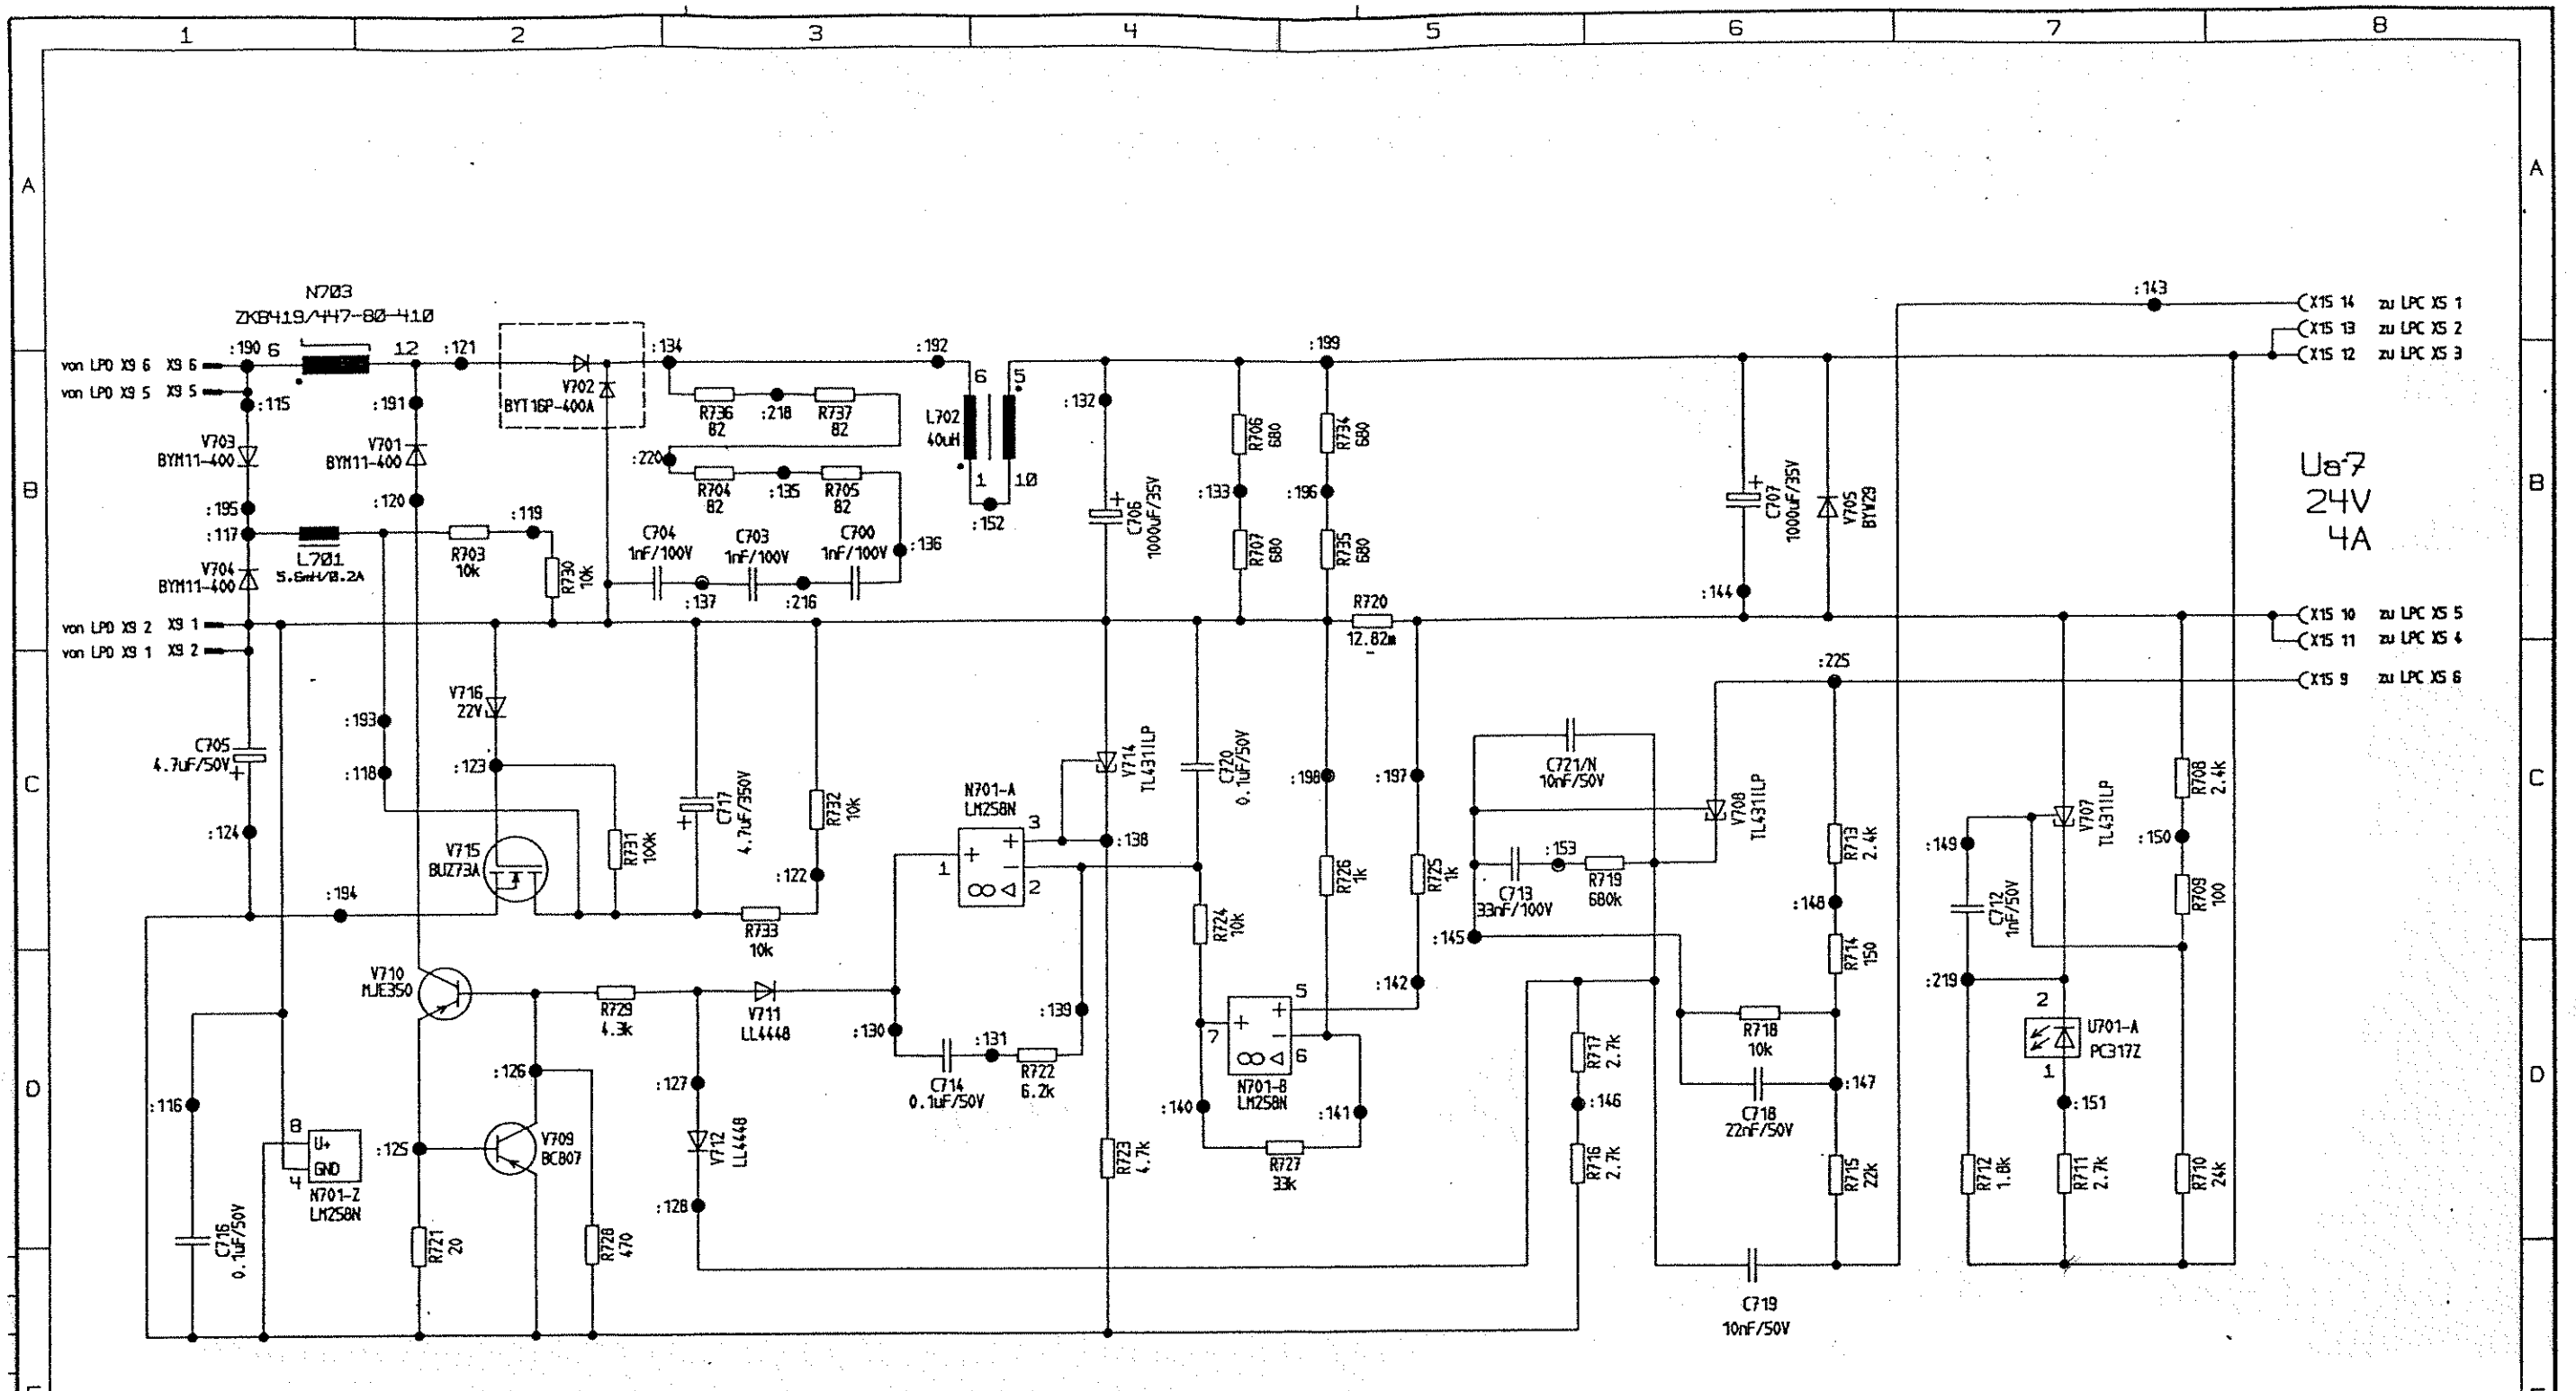 1 2 3 4 5 6 7 8
A A
B B
C C
D D
N703
ZKB419/447-80-410
:190 6 12 :121
von LPD X9 6 X9 6
von LPD X9 5 X9 5
:115
:191
V702
BYT16P-400A
:134
:192
R736
82
:218
R737
82
:220
R704
82
:135
R705
82
L702
40uH
6 5
1 10
:152
V703
BYM11-400
V701
BYM11-400
:120
:195
:117
:119
L701
5.6mH/0.2A
R703
10k
R730
10k
V704
BYM11-400
C704
1nF/100V
C703
1nF/100V
C700
1nF/100V
:136
:137
:216
:132
C706
1000uF/35V
R706
680
R734
680
:199
:133
:196
R707
680
R735
680
R720
12.82m
C707
1000uF/35V
V705
BYW29
:144
:143
X15 14 zu LPC X5 1
X15 13 zu LPC X5 2
X15 12 zu LPC X5 3
Ua7
24V
4A
X15 10 zu LPC X5 5
X15 11 zu LPC X5 4
X15 9 zu LPC X5 6
:225
von LPD X9 2 X9 1
von LPD X9 1 X9 2
V716
22V
:193
:118
:123
C705
4.7uF/50V
:124
V715
BUZ73A
:194
R731
100k
C717
4.7uF/350V
R732
10k
:122
R733
10k
N701-A
LM258N
3
1
2
V714
TL431ILP
:138
C720
0.1uF/50V
:198
:197
R726
1k
R725
1k
R724
10k
C721/N
10nF/50V
V708
TL431ILP
C713
33nF/100V
:153
R719
680k
:145
R713
2.4k
:148
R714
150
R718
10k
:147
C718
22nF/50V
R715
22k
C719
10nF/50V
V707
TL431ILP
:149
C712
1nF/50V
:219
R708
2.4k
:150
R709
100
2
U701-A
PC317Z
1
:151
R712
1.8k
R711
2.7k
R710
24k
V710
MJE350
R729
4.3k
V711
LL4448
:130
:131
C714
0.1uF/50V
R722
6.2k
:139
5
7
6
N701-B
LM258N
:142
:140
:141
R727
33k
R723
4.7k
R717
2.7k
:146
R716
2.7k
:116
8
U+
GND
4
N701-Z
LM258N
C716
0.1uF/50V
:125
:126
V709
BC807
R721
20
R728
470
:127
V712
LL4448
:128